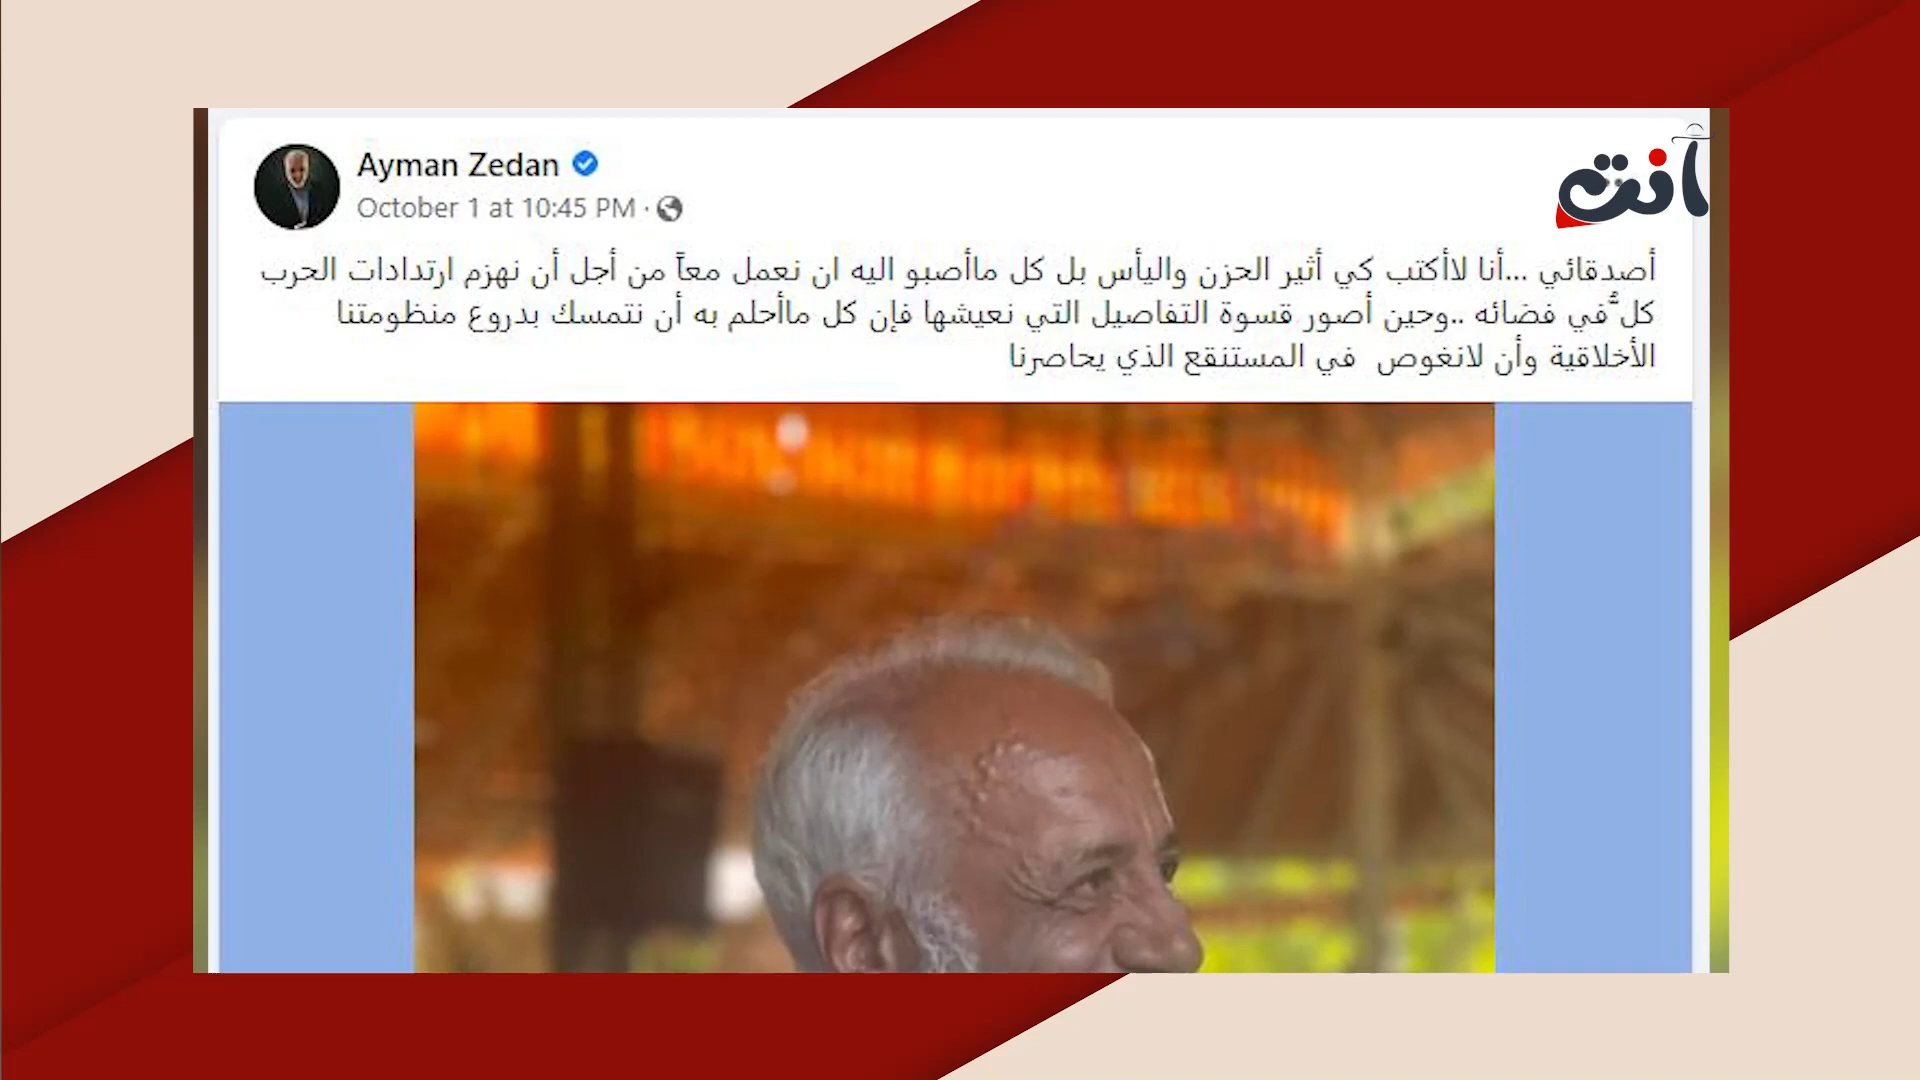 Ayman Zedan
October 1 at 10:45 PM ·
أنت
أصدقائي ...أنا لاأكتب كي أثير الحزن واليأس بل كل ماأصبو اليه ان نعمل معاً من أجل أن نهزم ارتدادات الحرب
كلُّ في فضائه ..وحين أصور قسوة التفاصيل التي نعيشها فإن كل ماأحلم به أن نتمسك بدروع منظومتنا
الأخلاقية وأن لانغوص في المستنقع الذي يحاصرنا